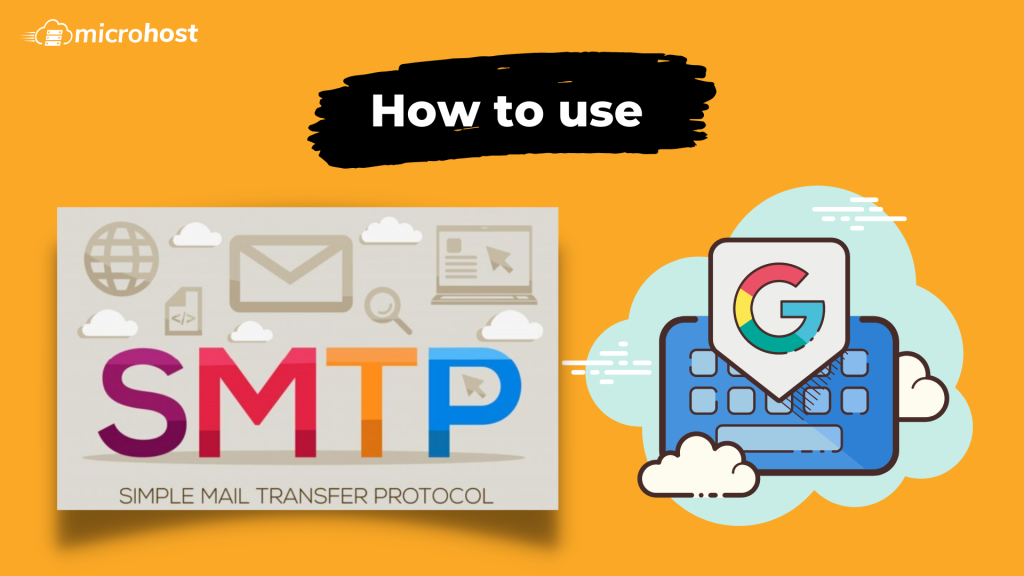 microhost
How to use
</>
SMTP
SIMPLE MAIL TRANSFER PROTOCOL
G